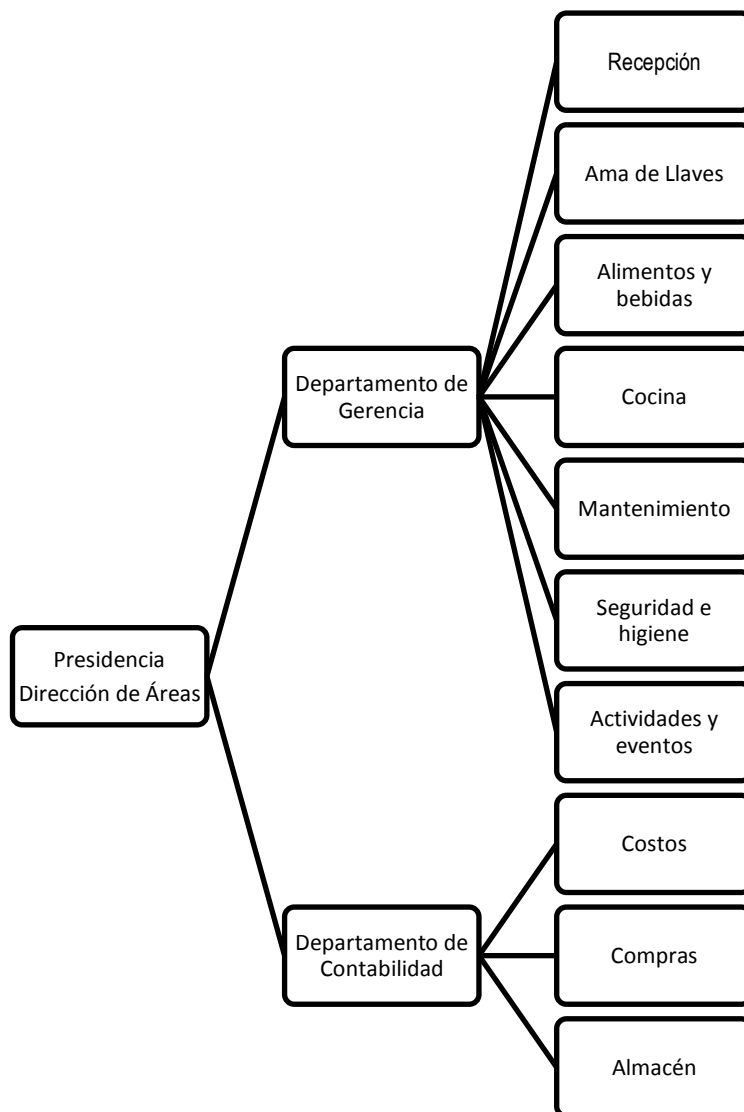 Recepción
Ama de Llaves
Alimentos y
bebidas
Departamento de
Gerencia
Cocina
Mantenimiento
Seguridad e
higiene
Presidencia
Dirección de Áreas
Actividades y
eventos
Costos
Departamento de
Contabilidad
Compras
Almacén